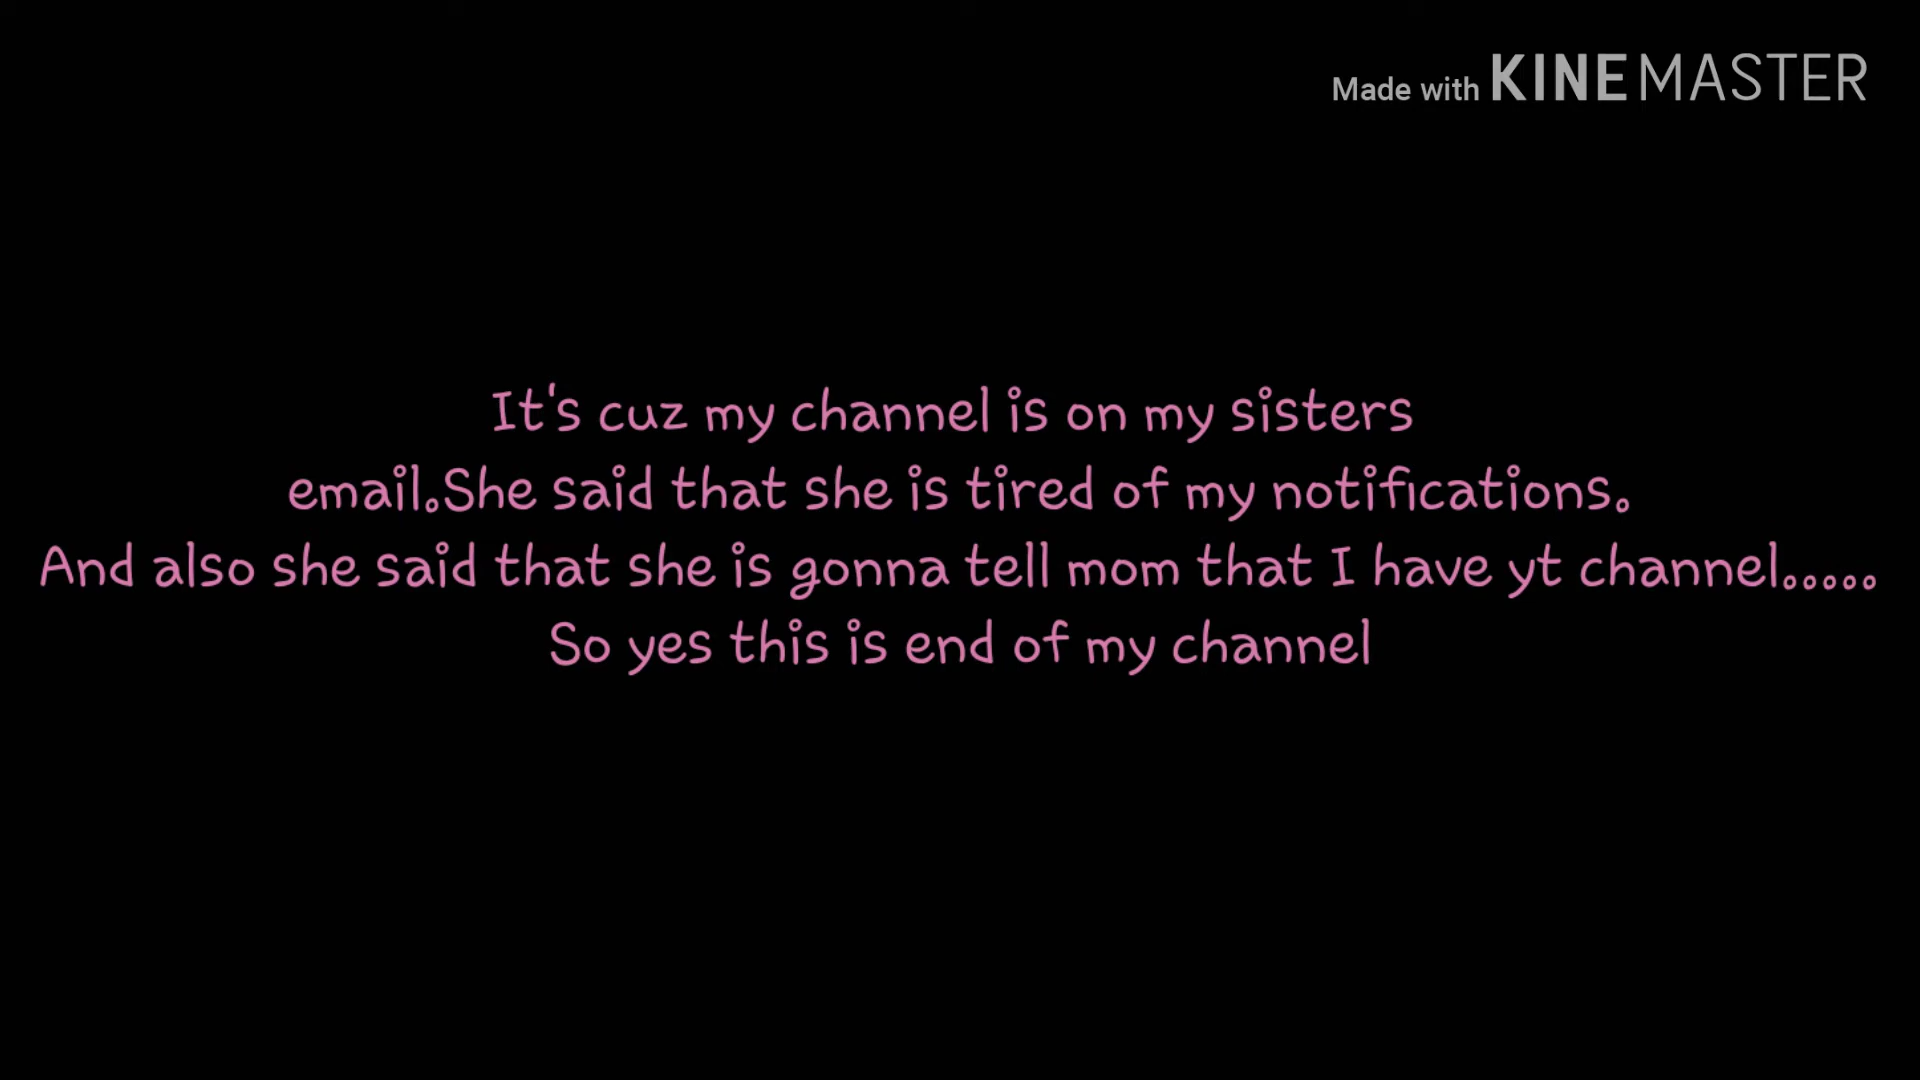 Made with KINEMASTER
It's cuz my channel is on my sisters
email.She said that she is tired of my notifications.
And also she said that she is gonna tell mom that I have yt channel.....
So yes this is end of my channel